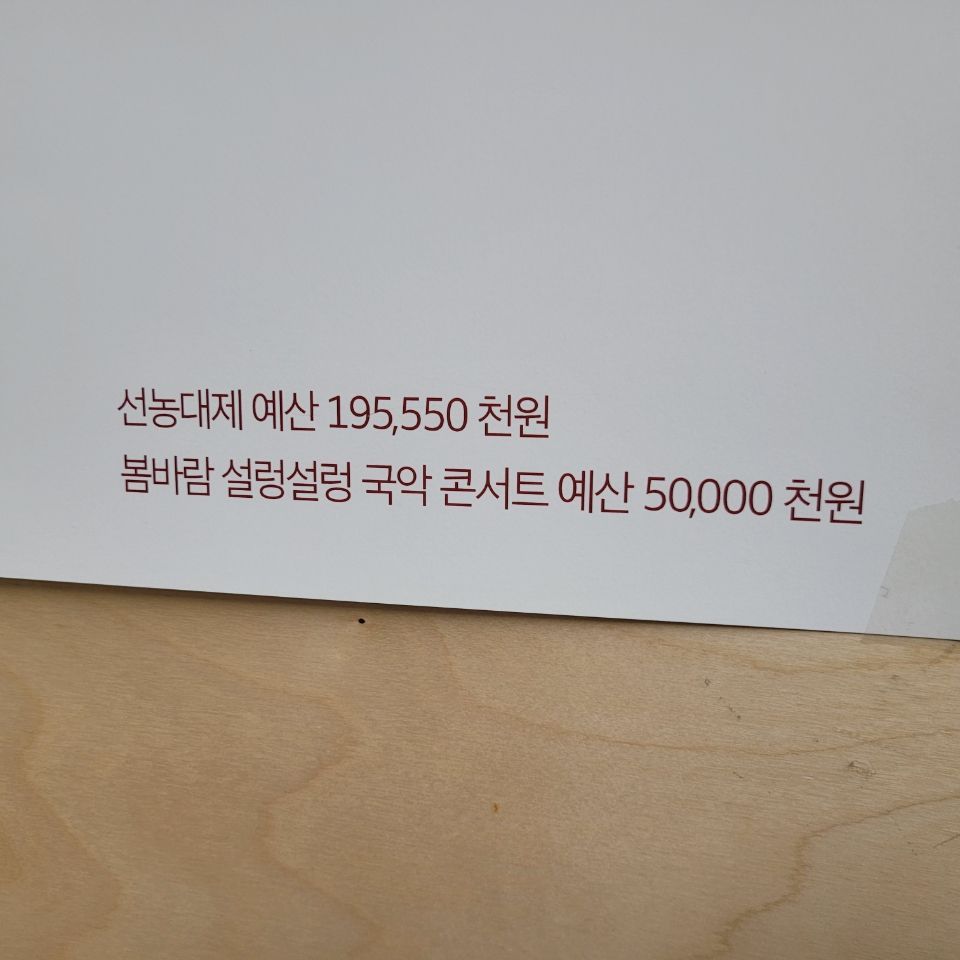 선농대제 예산 195,550 천원
봄바람 설렁설렁 국악 콘서트 예산 50,000 천원